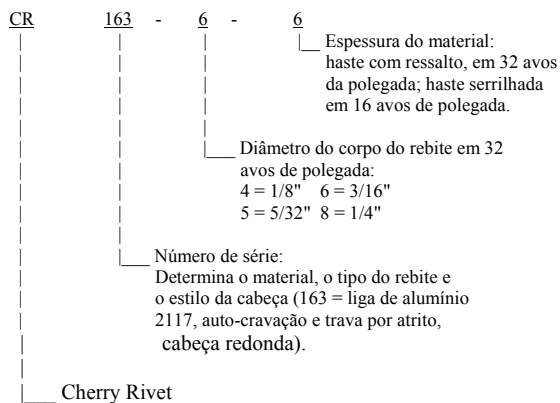 CR 163 - 6 - 6
Espessura do material:
haste com ressalto, em 32 avos
da polegada; haste serrilhada
em 16 avos de polegada.
Diâmetro do corpo do rebite em 32
avos de polegada:
4 = 1/8" 6 = 3/16"
5 = 5/32" 8 = 1/4"
Número de série:
Determina o material, o tipo do rebite e
o estilo da cabeça (163 = liga de alumínio
2117, auto-cravação e trava por atrito,
cabeça redonda).
Cherry Rivet